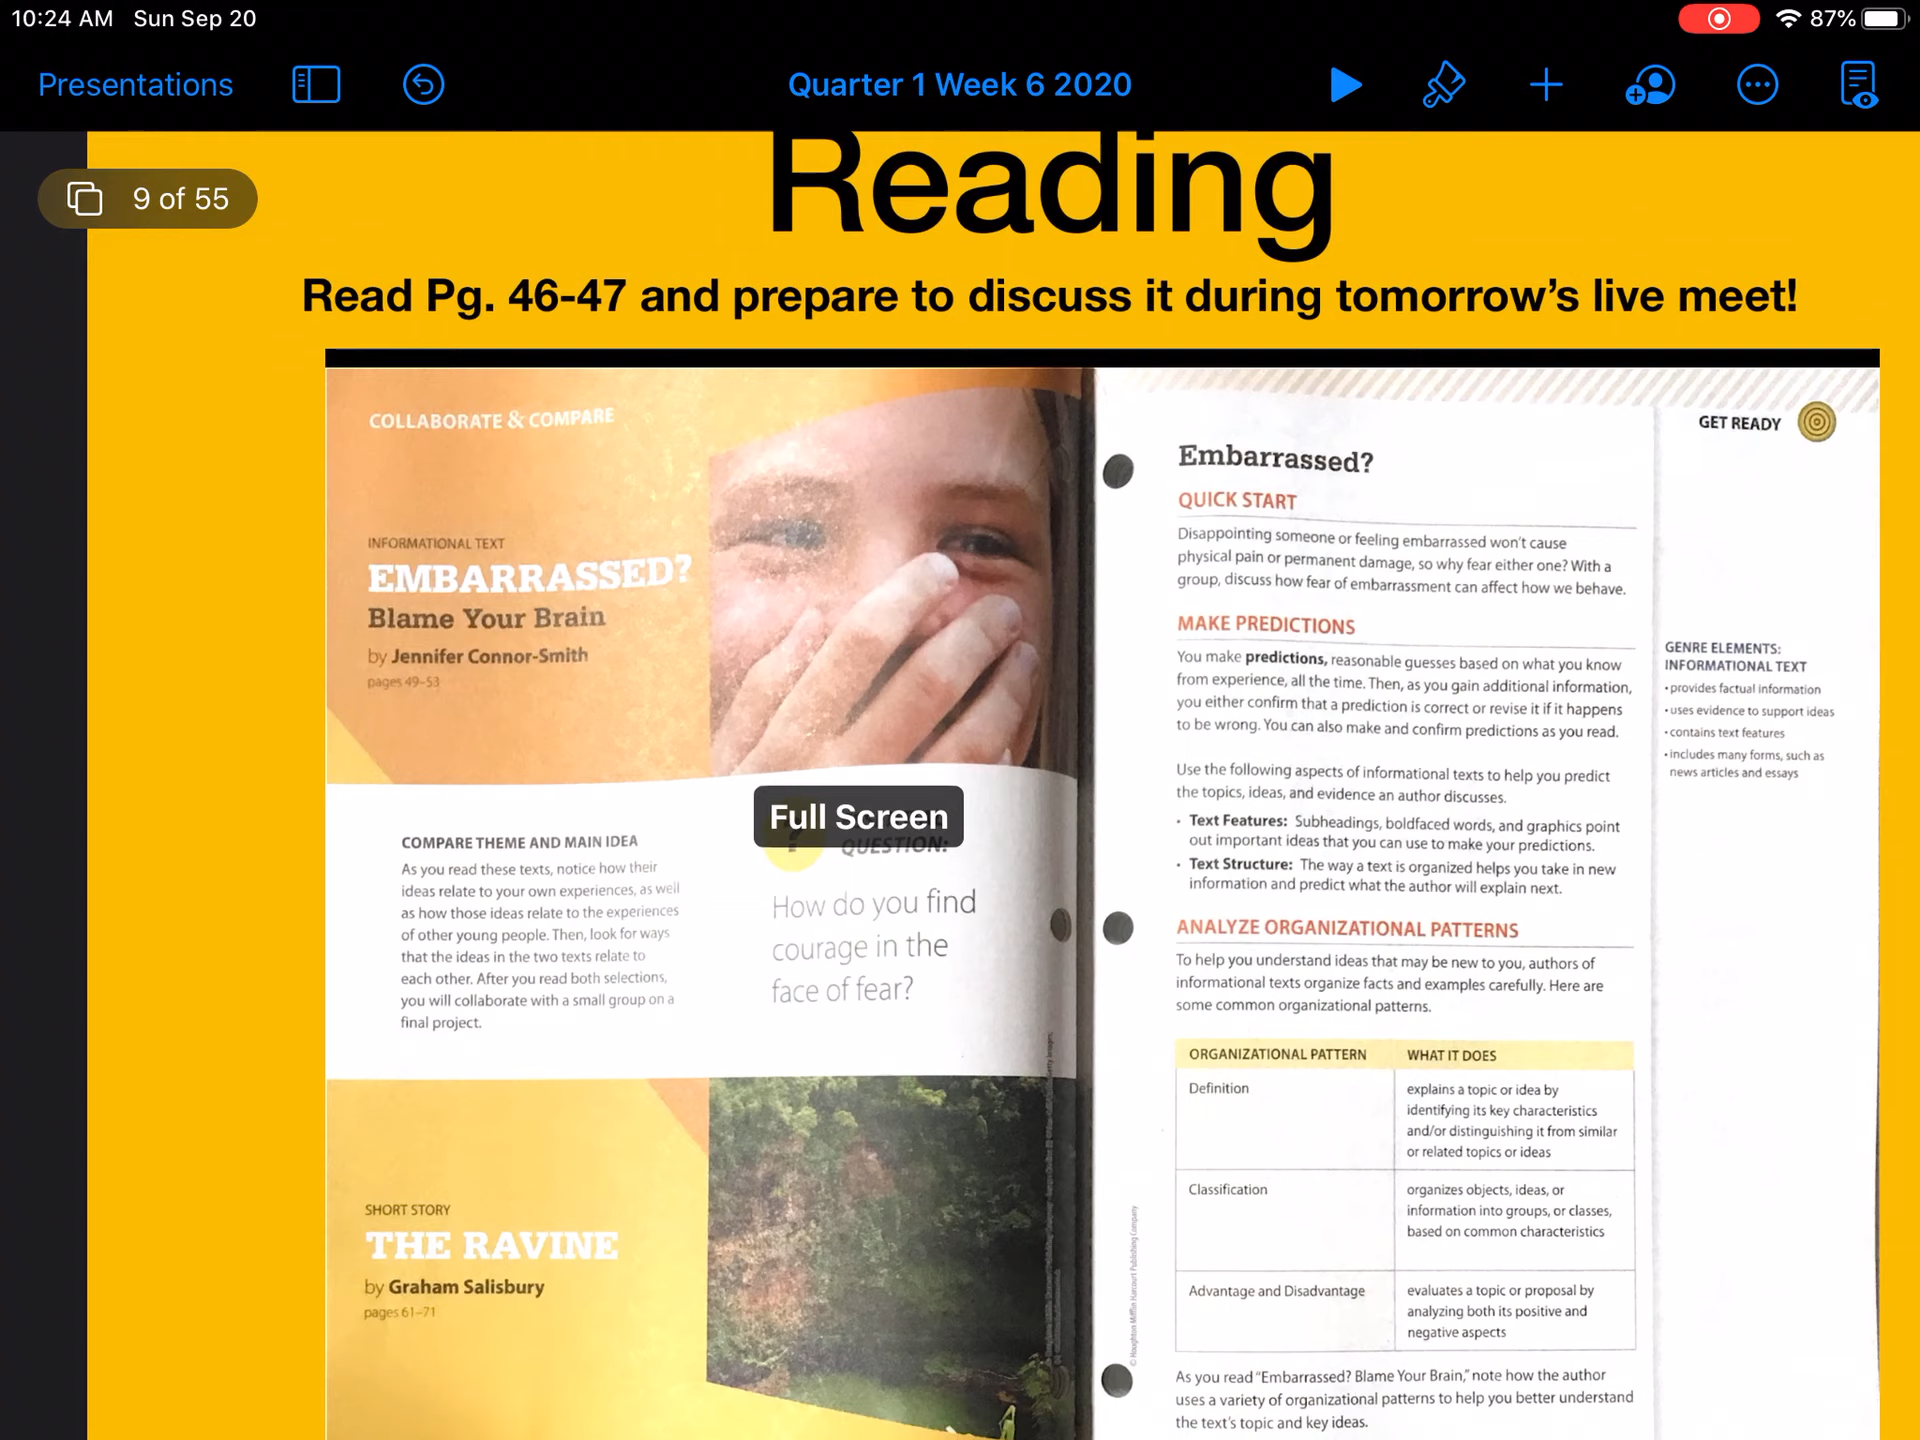 10:24 AM Sun Sep 20
87%
Presentations
Quarter 1 Week 6 2020
9 of 55
Reading
Read Pg. 46-47 and prepare to discuss it during tomorrow's live meet!
COLLABORATE & COMPARE
INFORMATIONAL TEXT
EMBARRASSED?
Blame Your Brain
by Jennifer Connor-Smith
pages 49–53
Full Screen
COMPARE THEME AND MAIN IDEA
As you read these texts, notice how their
ideas relate to your own experiences, as well
as how those ideas relate to the experiences
of other young people. Then, look for ways
that the ideas in the two texts relate to
each other. After you read both selections,
you will collaborate with a small group on a
final project.
?
QUESTION:
How do you find
courage in the
face of fear?
SHORT STORY
THE RAVINE
by Graham Salisbury
pages 61–71
GET READY
Embarrassed?
QUICK START
Disappointing someone or feeling embarrassed won't cause
physical pain or permanent damage, so why fear either one? With a
group, discuss how fear of embarrassment can affect how we behave.
MAKE PREDICTIONS
You make predictions, reasonable guesses based on what you know
from experience, all the time. Then, as you gain additional information,
you either confirm that a prediction is correct or revise it if it happens
to be wrong. You can also make and confirm predictions as you read.
Use the following aspects of informational texts to help you predict
the topics, ideas, and evidence an author discusses.
• Text Features: Subheadings, boldfaced words, and graphics point
out important ideas that you can use to make your predictions.
• Text Structure: The way a text is organized helps you take in new
information and predict what the author will explain next.
GENRE ELEMENTS:
INFORMATIONAL TEXT
• provides factual information
• uses evidence to support ideas
• contains text features
• includes many forms, such as
news articles and essays
ANALYZE ORGANIZATIONAL PATTERNS
To help you understand ideas that may be new to you, authors of
informational texts organize facts and examples carefully. Here are
some common organizational patterns.
ORGANIZATIONAL PATTERN WHAT IT DOES
Definition explains a topic or idea by
identifying its key characteristics
and/or distinguishing it from similar
or related topics or ideas
Classification organizes objects, ideas, or
information into groups, or classes,
based on common characteristics
Advantage and Disadvantage evaluates a topic or proposal by
analyzing both its positive and
negative aspects
As you read "Embarrassed? Blame Your Brain," note how the author
uses a variety of organizational patterns to help you better understand
the text's topic and key ideas.
© Houghton Mifflin Harcourt Publishing Company